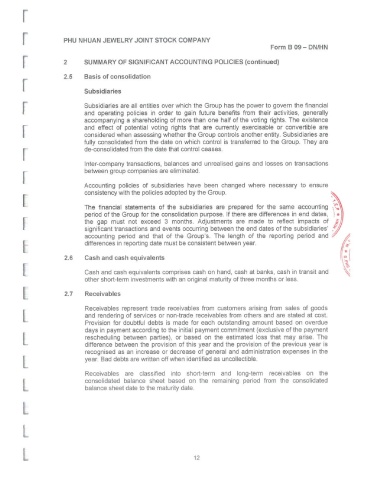 PHU NHUAN JEWELRY JOINT STOCK COMPANY
Form B 09 – DN/HN
2 SUMMARY OF SIGNIFICANT ACCOUNTING POLICIES (continued)
2.5 Basis of consolidation
Subsidiaries
Subsidiaries are all entities over which the Group has the power to govern the financial
and operating policies in order to gain future benefits from their activities, generally
accompanying a shareholding of more than one half of the voting rights. The existence
and effect of potential voting rights that are currently exercisable or convertible are
considered when assessing whether the Group controls another entity. Subsidiaries are
fully consolidated from the date on which control is transferred to the Group. They are
de-consolidated from the date that control ceases.
Inter-company transactions, balances and unrealised gains and losses on transactions
between group companies are eliminated.
Accounting policies of subsidiaries have been changed where necessary to ensure
consistency with the policies adopted by the Group.
The financial statements of the subsidiaries are prepared for the same accounting
period of the Group for the consolidation purpose. If there are differences in end dates,
the gap must not exceed 3 months. Adjustments are made to reflect impacts of
significant transactions and events occurring between the end dates of the subsidiaries'
accounting period and that of the Group's. The length of the reporting period and
differences in reporting date must be consistent between year.
2.6 Cash and cash equivalents
Cash and cash equivalents comprises cash on hand, cash at banks, cash in transit and
other short-term investments with an original maturity of three months or less.
2.7 Receivables
Receivables represent trade receivables from customers arising from sales of goods
and rendering of services or non-trade receivables from others and are stated at cost.
Provision for doubtful debts is made for each outstanding amount based on overdue
days in payment according to the initial payment commitment (exclusive of the payment
rescheduling between parties), or based on the estimated loss that may arise. The
difference between the provision of this year and the provision of the previous year is
recognised as an increase or decrease of general and administration expenses in the
year. Bad debts are written off when identified as uncollectible.
Receivables are classified into short-term and long-term receivables on the
consolidated balance sheet based on the remaining period from the consolidated
balance sheet date to the maturity date.
12